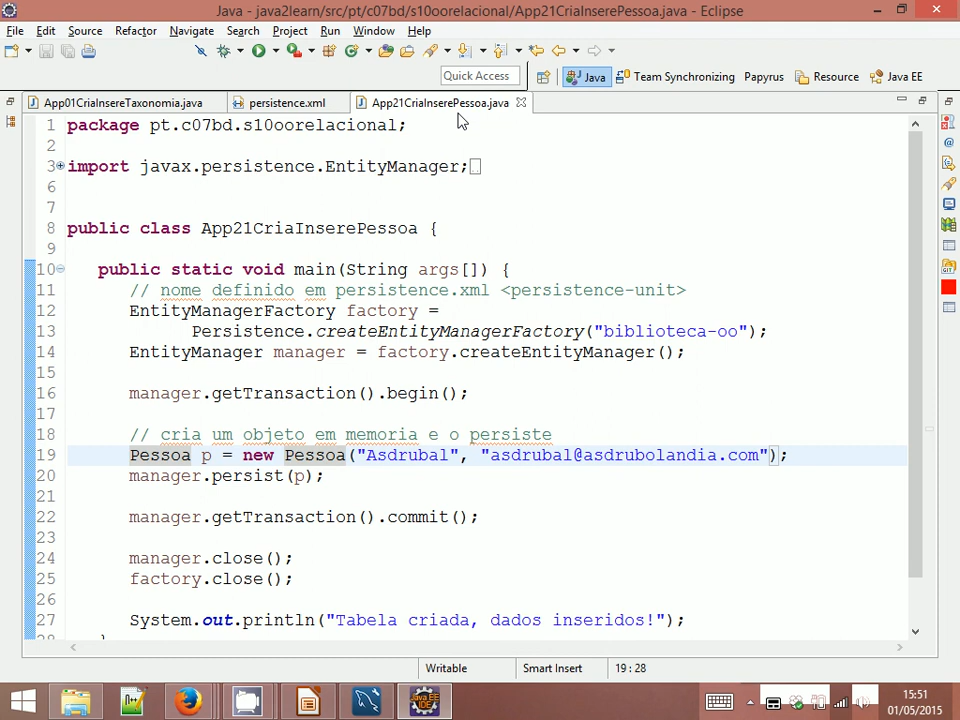 Java - java2learn/src/pt/c07bd/s10oorelacional/App21CriaInserePessoa.java - Eclipse
File Edit Source Refactor Navigate Search Project Run Window Help
Quick Access Java Team Synchronizing Papyrus Resource Java EE
App01CriaInsereTaxonomia.java persistence.xml App21CriaInserePessoa.java
1 package pt.c07bd.s10oorelacional;
2
3 import javax.persistence.EntityManager;
6
7
8 public class App21CriaInserePessoa {
9
10 public static void main(String args[]) {
11 // nome definido em persistence.xml <persistence-unit>
12 EntityManagerFactory factory =
13 Persistence.createEntityManagerFactory("biblioteca-oo");
14 EntityManager manager = factory.createEntityManager();
15
16 manager.getTransaction().begin();
17
18 // cria um objeto em memoria e o persiste
19 Pessoa p = new Pessoa("Asdrubal", "asdrubal@asdrubolandia.com");
20 manager.persist(p);
21
22 manager.getTransaction().commit();
23
24 manager.close();
25 factory.close();
26
27 System.out.println("Tabela criada, dados inseridos!");
28 }
Writable Smart Insert 19 : 28
15:51
01/05/2015